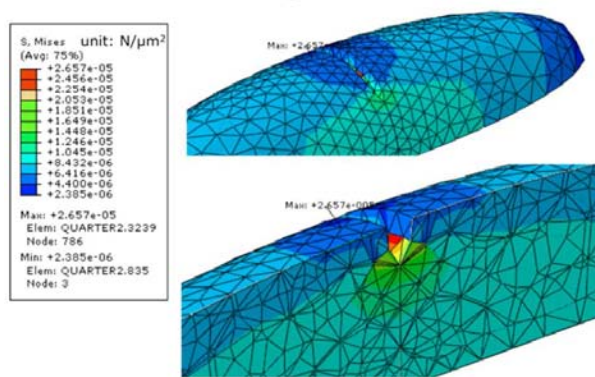 S, Mises unit: N/μm²
(Avg: 75%)
+2.657e-05
+2.456e-05
+2.254e-05
+2.053e-05
+1.851e-05
+1.649e-05
+1.448e-05
+1.246e-05
+1.045e-05
+8.432e-06
+6.416e-06
+4.400e-06
+2.385e-06
Max: +2.657e-05
Elem: QUARTER2.3239
Node: 786
Min: +2.385e-06
Elem: QUARTER2.835
Node: 3
Max: +2.657
Max: +2.657e-005